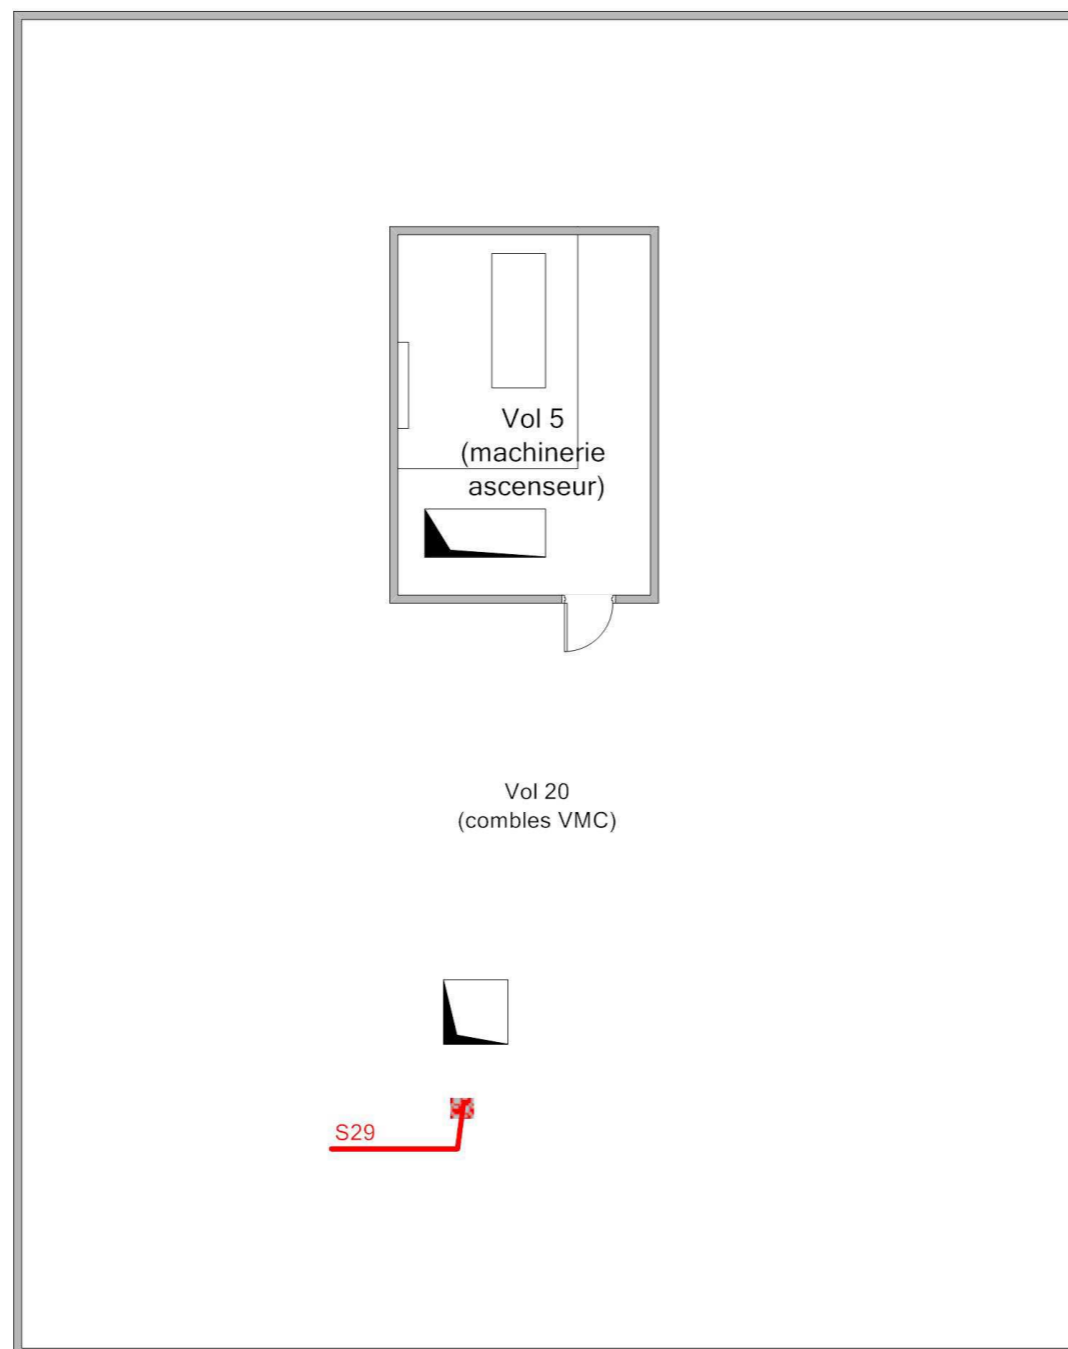 Vol 5
(machinerie
ascenseur)
Vol 20
(combles VMC)
S29